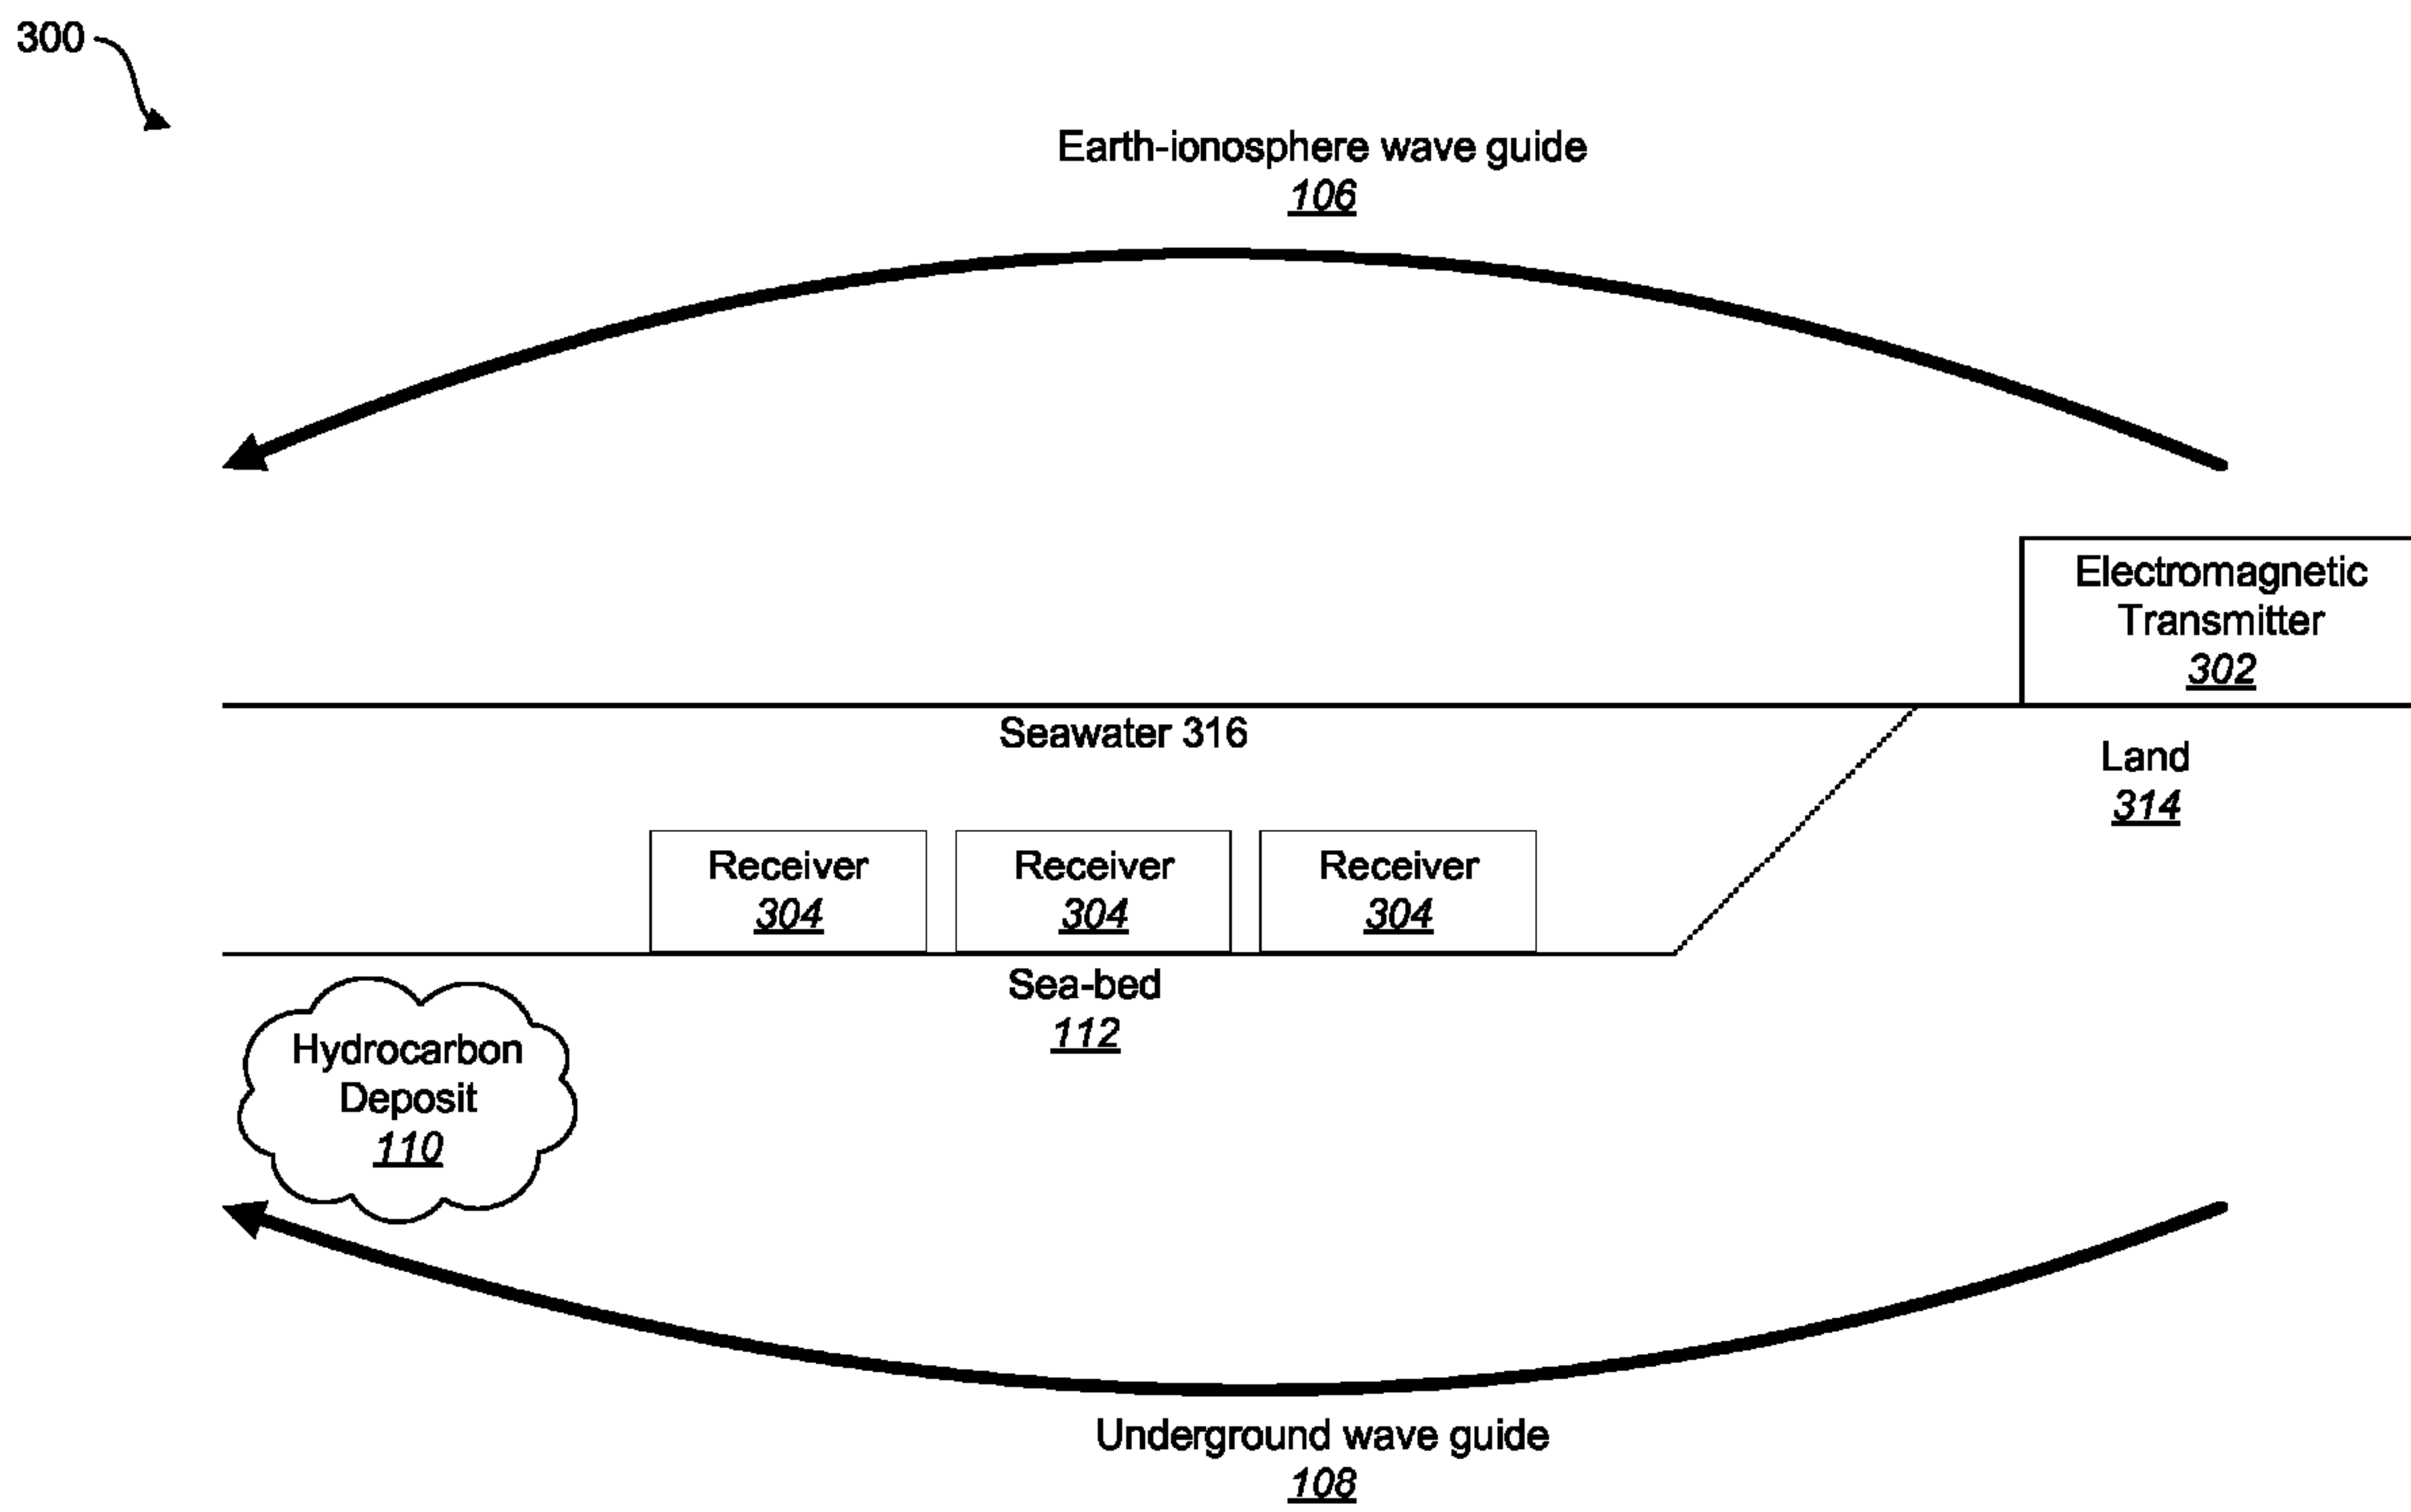 300
Earth-ionosphere wave guide
106
Electromagnetic
Transmitter
302
Seawater 316
Land
314
Receiver
304
Receiver
304
Receiver
304
Sea-bed
112
Hydrocarbon
Deposit
110
Underground wave guide
108